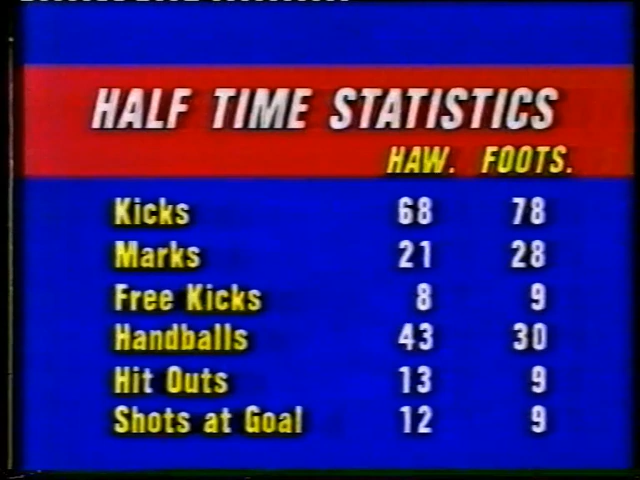 HALF TIME STATISTICS
HAW. FOOTS.
Kicks 68 78
Marks 21 28
Free Kicks 8 9
Handballs 43 30
Hit Outs 13 9
Shots at Goal 12 9